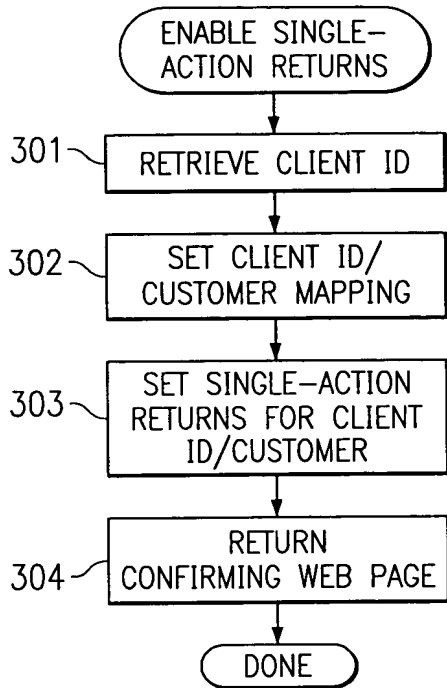 ENABLE SINGLE-
ACTION RETURNS
301
RETRIEVE CLIENT ID
302
SET CLIENT ID/
CUSTOMER MAPPING
303
SET SINGLE-ACTION
RETURNS FOR CLIENT
ID/CUSTOMER
304
RETURN
CONFIRMING WEB PAGE
DONE